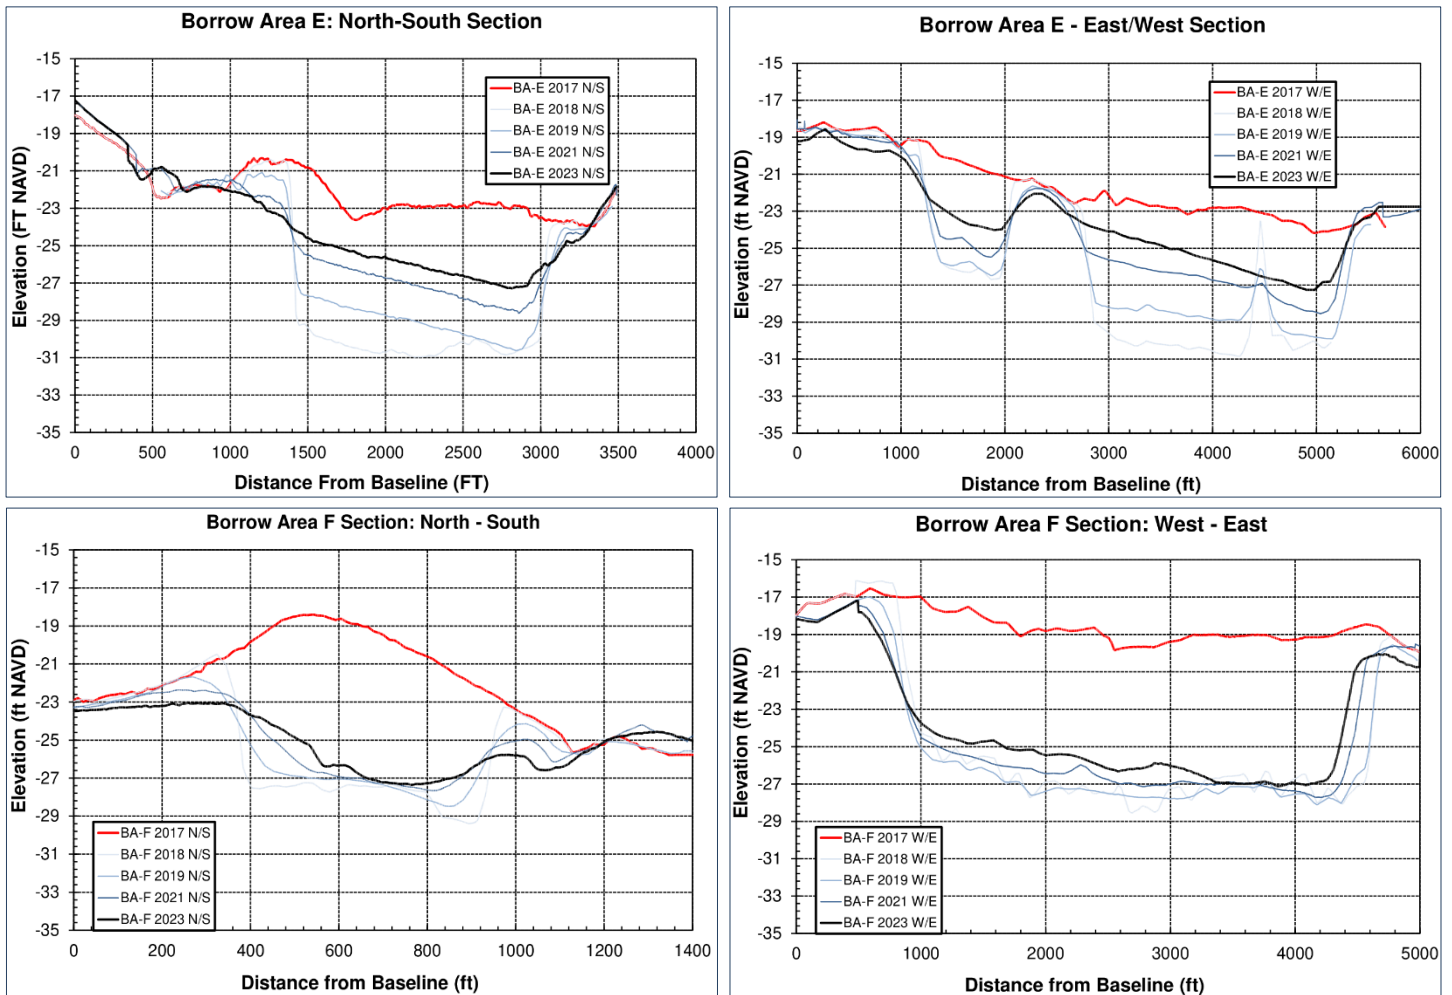 Borrow Area E: North-South Section
-15
-17
-19
-21
-23
-25
-27
-29
-31
-33
-35
Elevation (FT NAVD)
BA-E 2017 N/S
BA-E 2018 N/S
BA-E 2019 N/S
BA-E 2021 N/S
BA-E 2023 N/S
0 500 1000 1500 2000 2500 3000 3500 4000
Distance From Baseline (FT)
Borrow Area E - East/West Section
-15
-17
-19
-21
-23
-25
-27
-29
-31
-33
-35
Elevation (ft NAVD)
BA-E 2017 W/E
BA-E 2018 W/E
BA-E 2019 W/E
BA-E 2021 W/E
BA-E 2023 W/E
0 1000 2000 3000 4000 5000 6000
Distance from Baseline (ft)
Borrow Area F Section: North - South
-15
-17
-19
-21
-23
-25
-27
-29
-31
-33
-35
Elevation (ft NAVD)
BA-F 2017 N/S
BA-F 2018 N/S
BA-F 2019 N/S
BA-F 2021 N/S
BA-F 2023 N/S
0 200 400 600 800 1000 1200 1400
Distance from Baseline (ft)
Borrow Area F Section: West - East
-15
-17
-19
-21
-23
-25
-27
-29
-31
-33
-35
Elevation (ft NAVD)
BA-F 2017 W/E
BA-F 2018 W/E
BA-F 2019 W/E
BA-F 2021 W/E
BA-F 2023 W/E
0 1000 2000 3000 4000 5000
Distance from Baseline (ft)